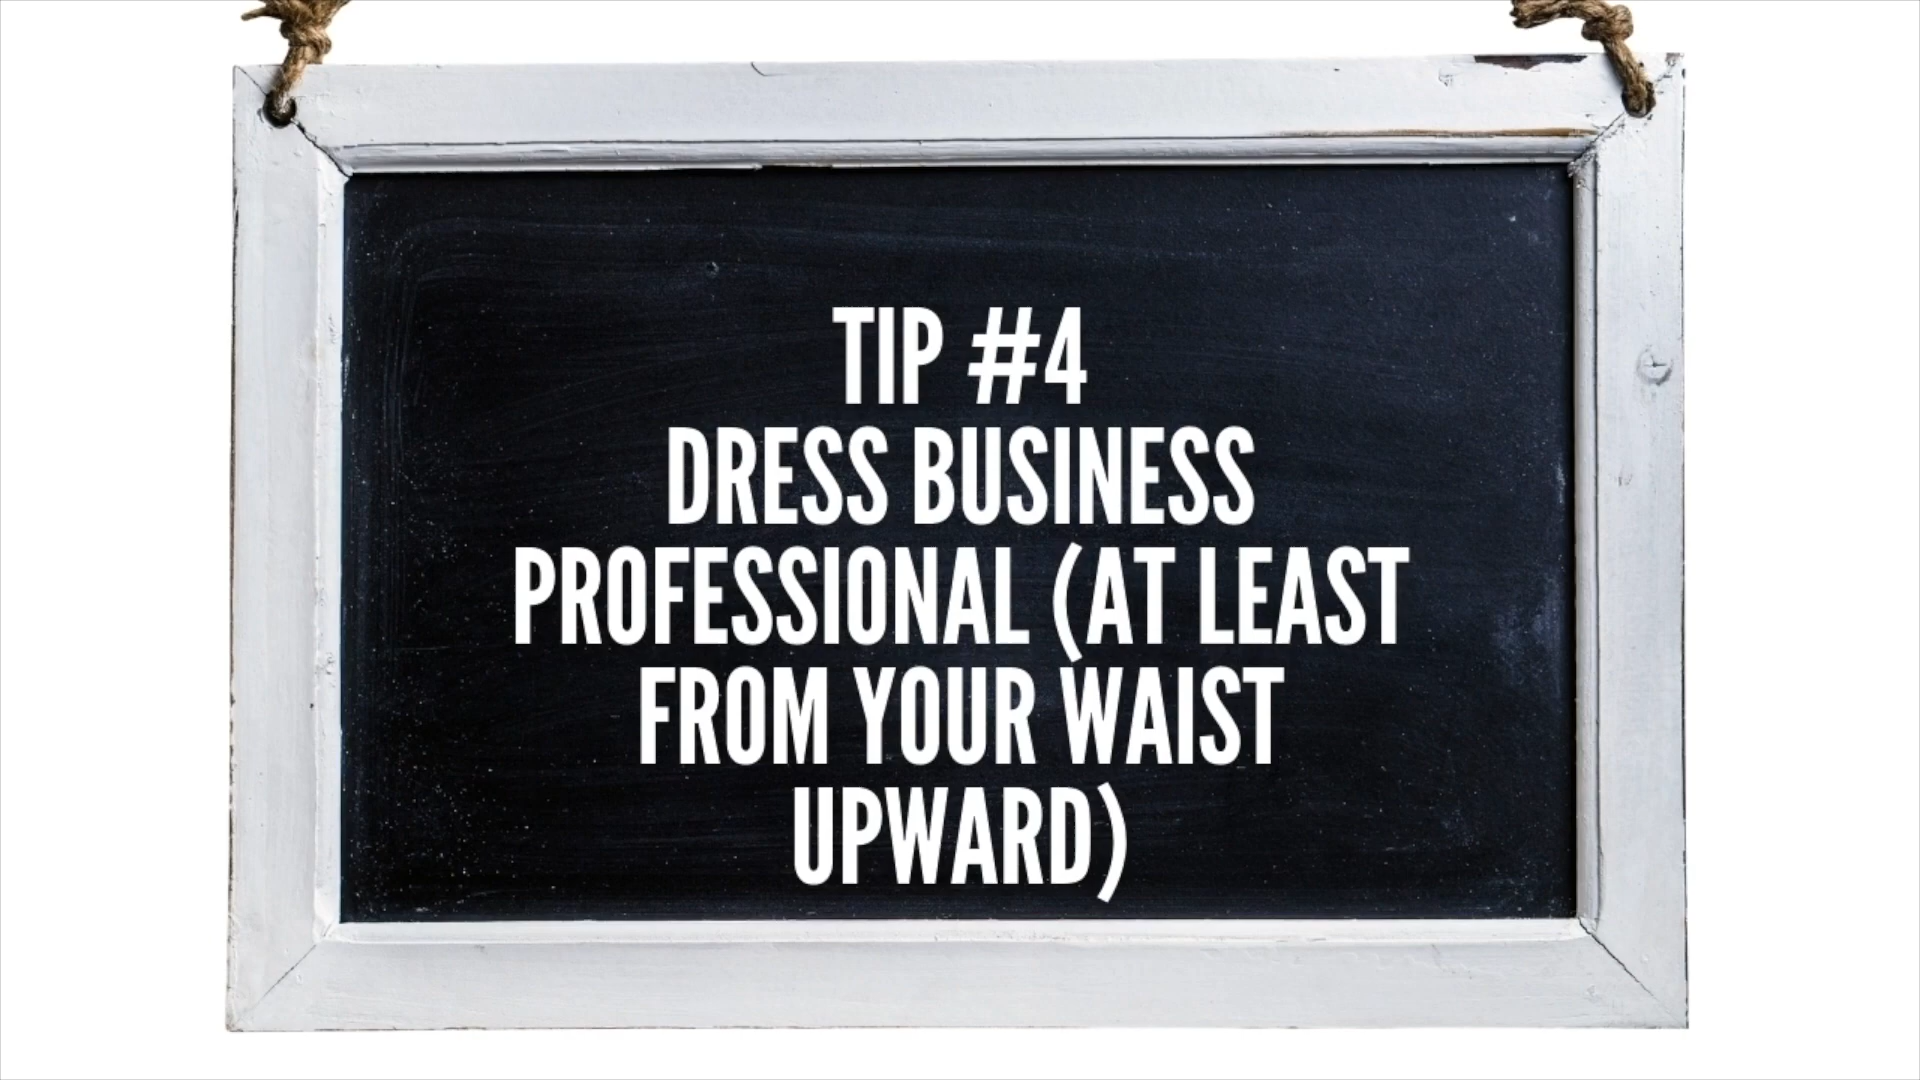 TIP #4
DRESS BUSINESS
PROFESSIONAL (AT LEAST
FROM YOUR WAIST
UPWARD)